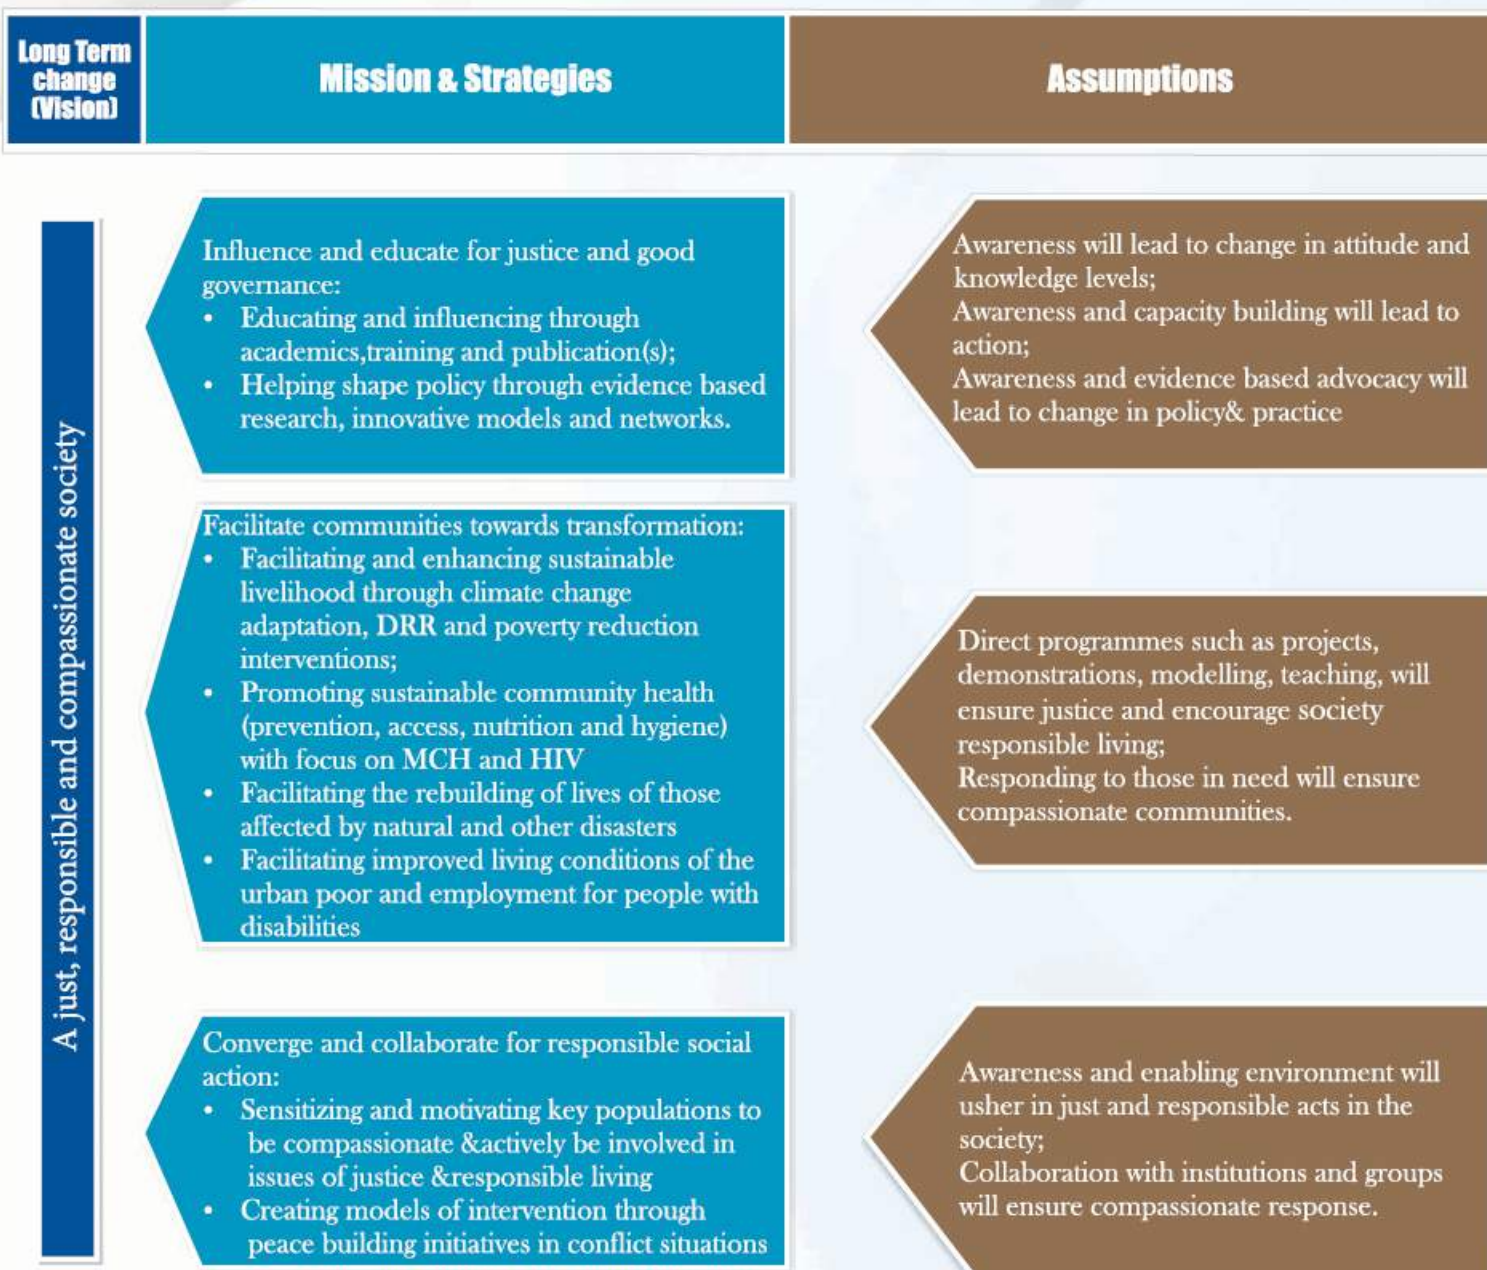 Long Term
change
(Vision)
Mission & Strategies
Assumptions
A just, responsible and compassionate society
Influence and educate for justice and good
governance:
• Educating and influencing through
academics,training and publication(s);
• Helping shape policy through evidence based
research, innovative models and networks.
Awareness will lead to change in attitude and
knowledge levels;
Awareness and capacity building will lead to
action;
Awareness and evidence based advocacy will
lead to change in policy& practice
Facilitate communities towards transformation:
• Facilitating and enhancing sustainable
livelihood through climate change
adaptation, DRR and poverty reduction
interventions;
• Promoting sustainable community health
(prevention, access, nutrition and hygiene)
with focus on MCH and HIV
• Facilitating the rebuilding of lives of those
affected by natural and other disasters
• Facilitating improved living conditions of the
urban poor and employment for people with
disabilities
Direct programmes such as projects,
demonstrations, modelling, teaching, will
ensure justice and encourage society
responsible living;
Responding to those in need will ensure
compassionate communities.
Converge and collaborate for responsible social
action:
• Sensitizing and motivating key populations to
be compassionate &actively be involved in
issues of justice &responsible living
• Creating models of intervention through
peace building initiatives in conflict situations
Awareness and enabling environment will
usher in just and responsible acts in the
society;
Collaboration with institutions and groups
will ensure compassionate response.